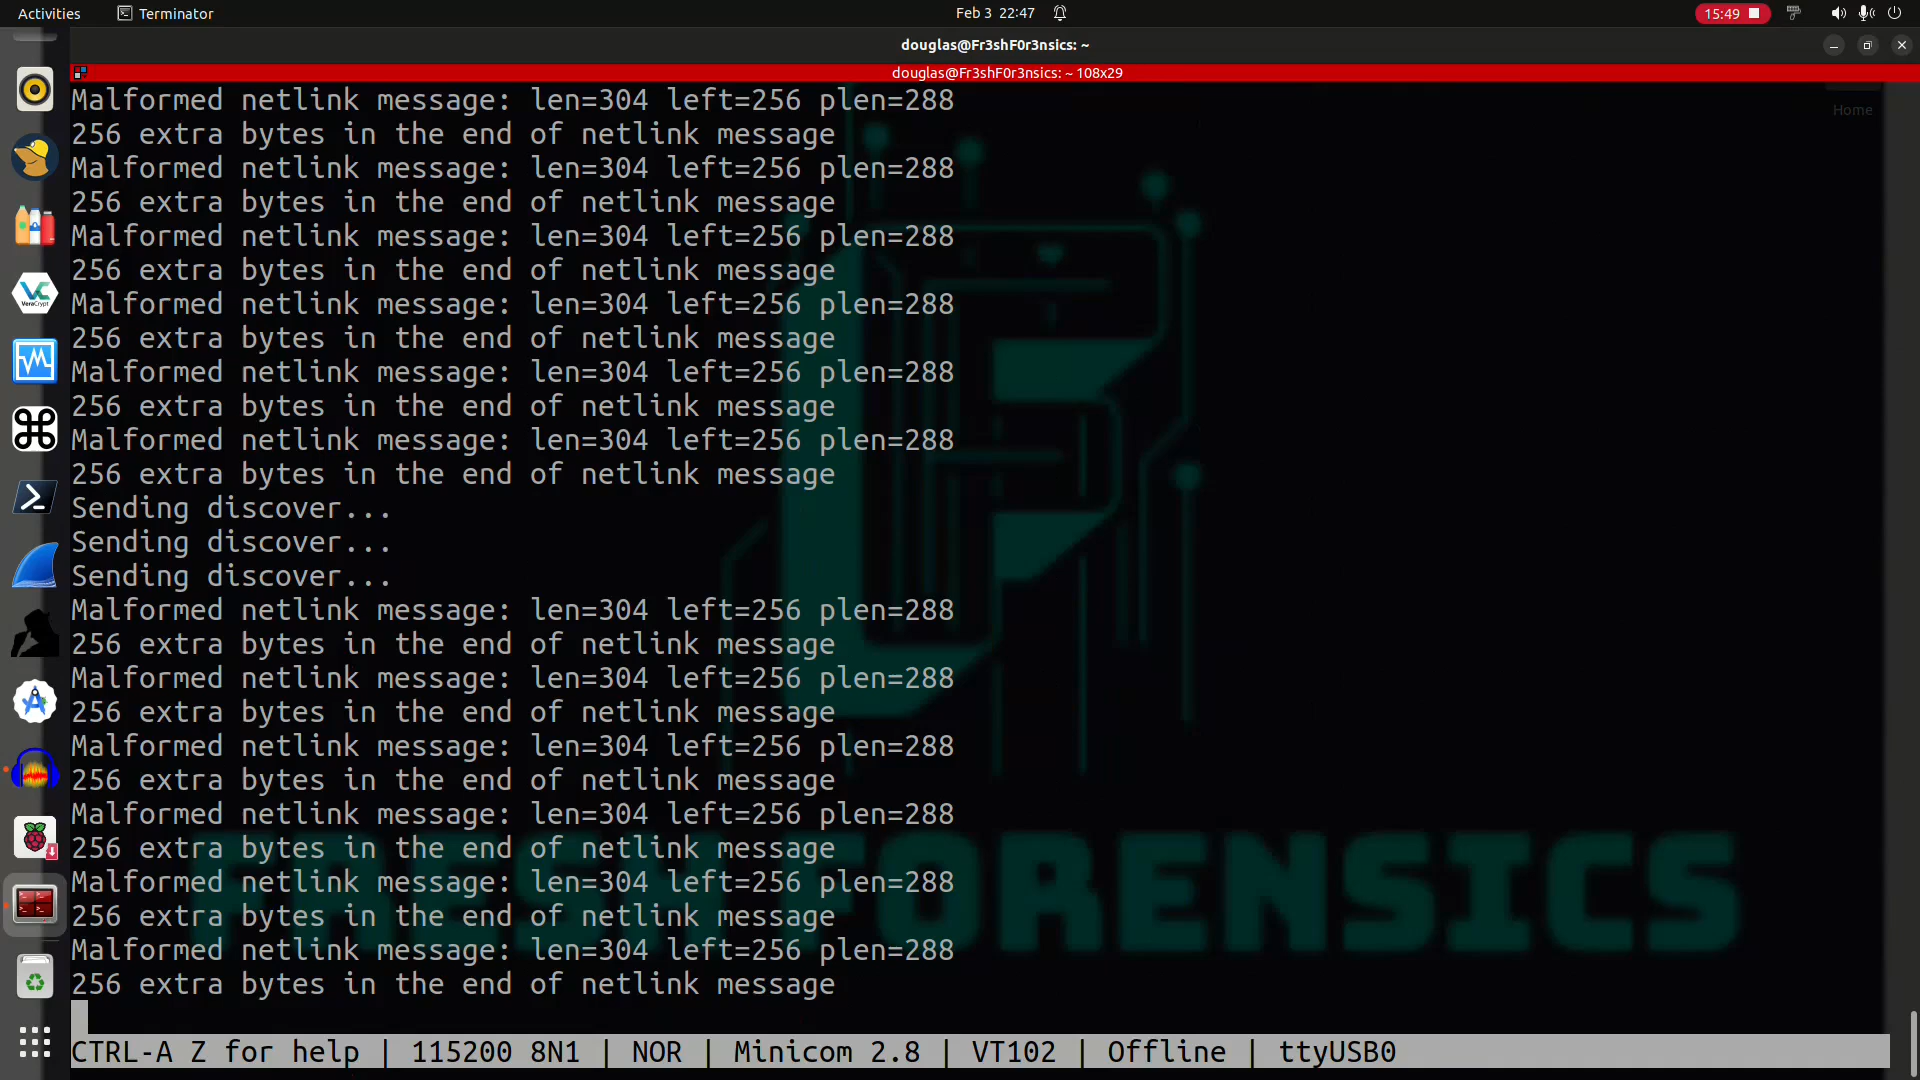 Activities Terminator Feb 3 22:47 15:49
douglas@Fr3shF0r3nsics: ~
douglas@Fr3shF0r3nsics: ~ 108x29
Home
Malformed netlink message: len=304 left=256 plen=288
256 extra bytes in the end of netlink message
Malformed netlink message: len=304 left=256 plen=288
256 extra bytes in the end of netlink message
Malformed netlink message: len=304 left=256 plen=288
256 extra bytes in the end of netlink message
Malformed netlink message: len=304 left=256 plen=288
256 extra bytes in the end of netlink message
Malformed netlink message: len=304 left=256 plen=288
256 extra bytes in the end of netlink message
Malformed netlink message: len=304 left=256 plen=288
256 extra bytes in the end of netlink message
Sending discover...
Sending discover...
Sending discover...
Malformed netlink message: len=304 left=256 plen=288
256 extra bytes in the end of netlink message
Malformed netlink message: len=304 left=256 plen=288
256 extra bytes in the end of netlink message
Malformed netlink message: len=304 left=256 plen=288
256 extra bytes in the end of netlink message
Malformed netlink message: len=304 left=256 plen=288
256 extra bytes in the end of netlink message
Malformed netlink message: len=304 left=256 plen=288
256 extra bytes in the end of netlink message
Malformed netlink message: len=304 left=256 plen=288
256 extra bytes in the end of netlink message
FRESH FORENSICS
CTRL-A Z for help | 115200 8N1 | NOR | Minicom 2.8 | VT102 | Offline | ttyUSB0
VeraCrypt